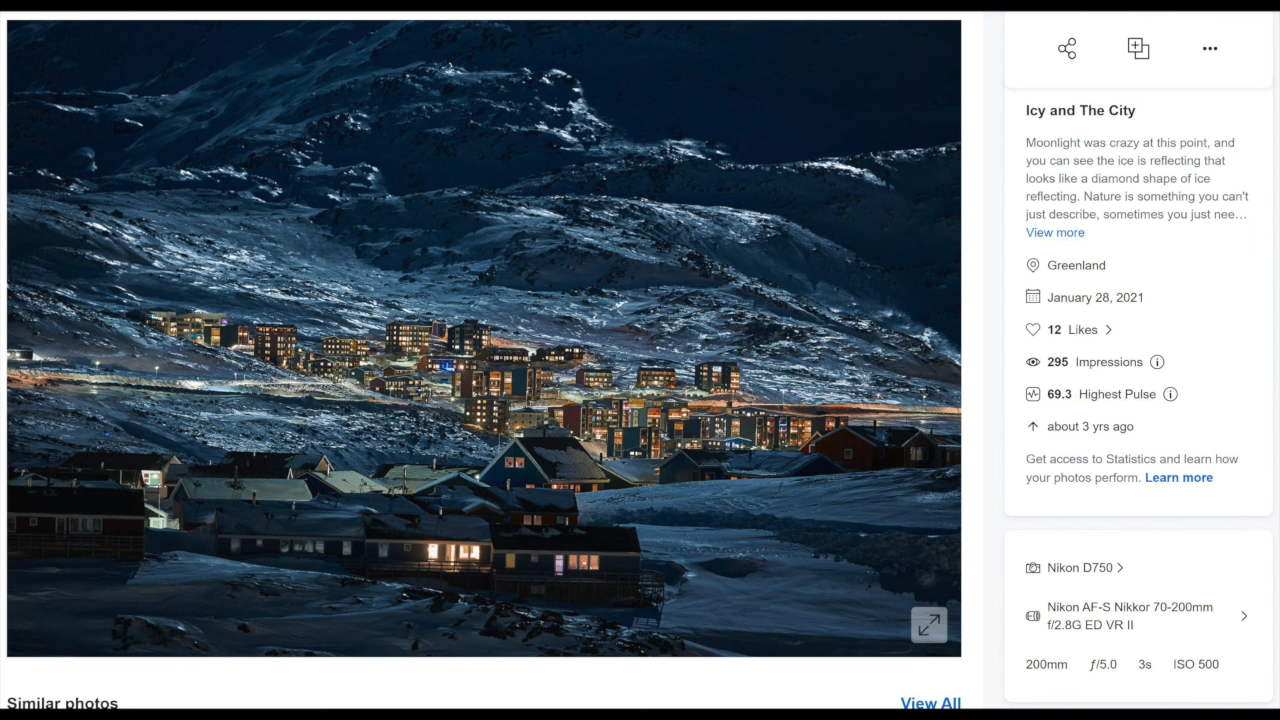 Icy and The City
Moonlight was crazy at this point, and
you can see the ice is reflecting that
looks like a diamond shape of ice
reflecting. Nature is something you can't
just describe, sometimes you just nee…
View more
Greenland
January 28, 2021
12 Likes
295 Impressions
69.3 Highest Pulse
about 3 yrs ago
Get access to Statistics and learn how
your photos perform. Learn more
Nikon D750
Nikon AF-S Nikkor 70-200mm
f/2.8G ED VR II
200mm ƒ/5.0 3s ISO 500
Similar photos View All